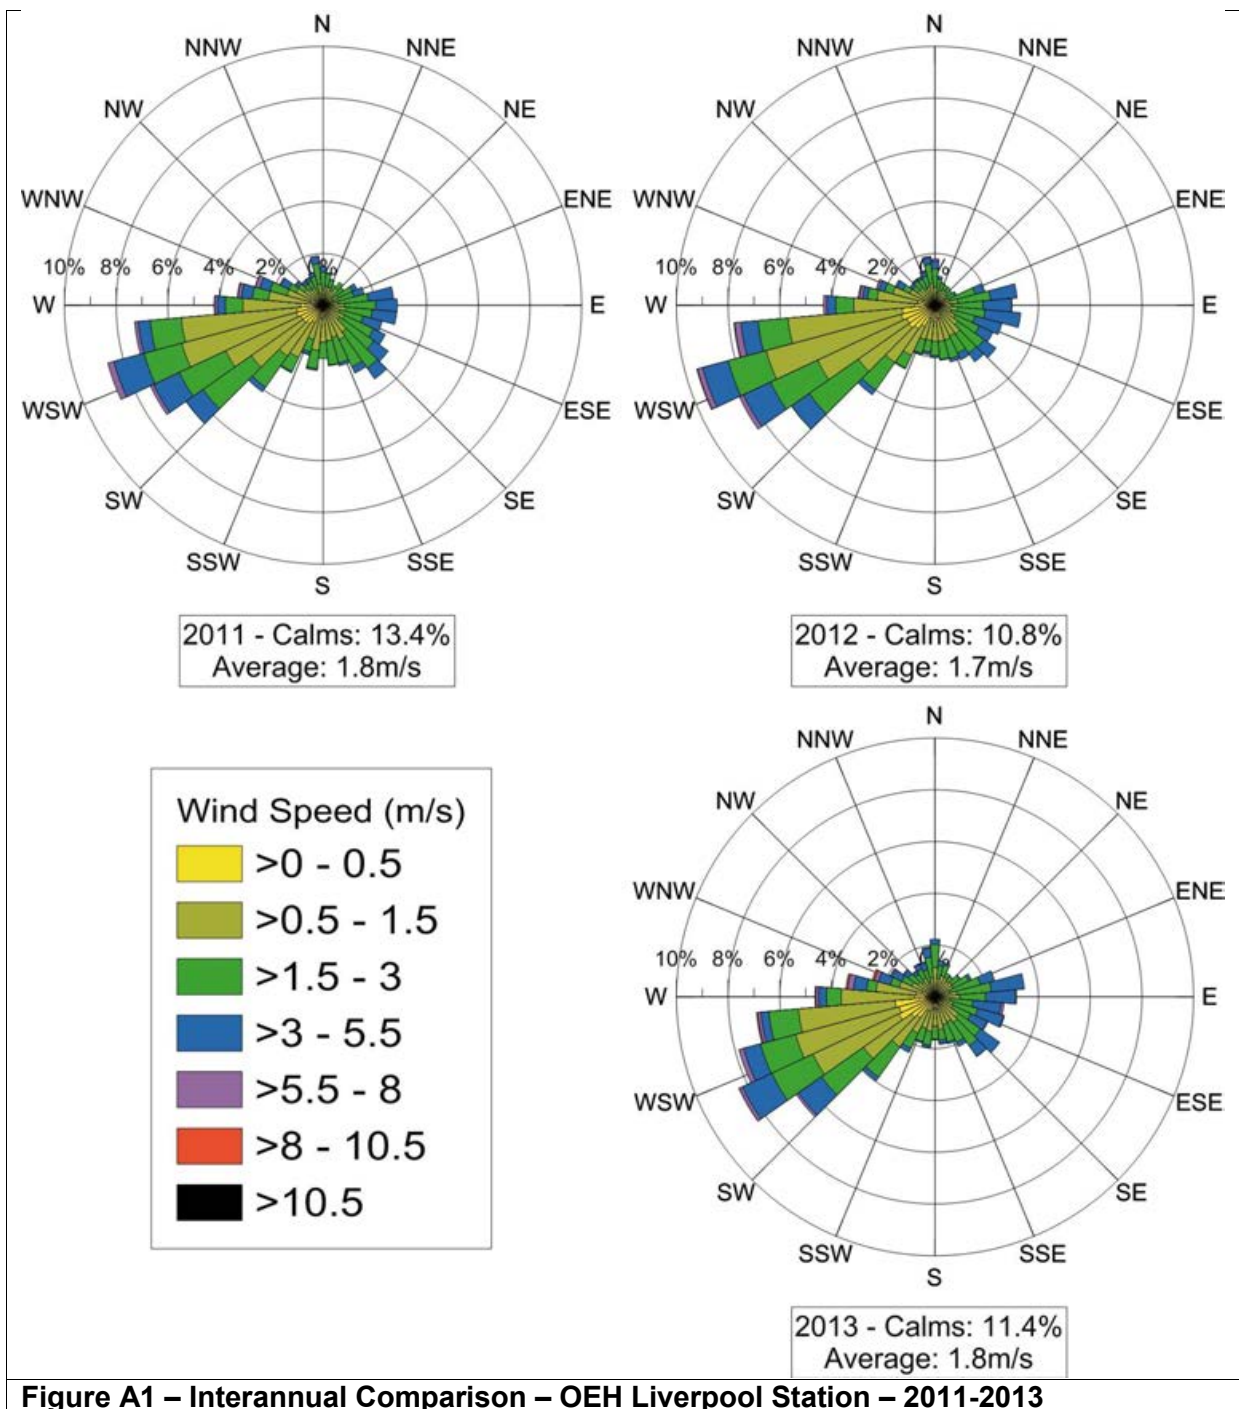 N
NNW
NNE
NW
NE
WNW
ENE
10%
8%
6%
4%
2%
%
W
E
WSW
ESE
SW
SE
SSW
SSE
S
2011 - Calms: 13.4%
Average: 1.8m/s
N
NNW
NNE
NW
NE
WNW
ENE
10%
8%
6%
4%
2%
%
W
E
WSW
ESE
SW
SE
SSW
SSE
S
2012 - Calms: 10.8%
Average: 1.7m/s
Wind Speed (m/s)
>0 - 0.5
>0.5 - 1.5
>1.5 - 3
>3 - 5.5
>5.5 - 8
>8 - 10.5
>10.5
N
NNW
NNE
NW
NE
WNW
ENE
10%
8%
6%
4%
2%
%
W
E
WSW
ESE
SW
SE
SSW
SSE
S
2013 - Calms: 11.4%
Average: 1.8m/s
Figure A1 – Interannual Comparison – OEH Liverpool Station – 2011-2013